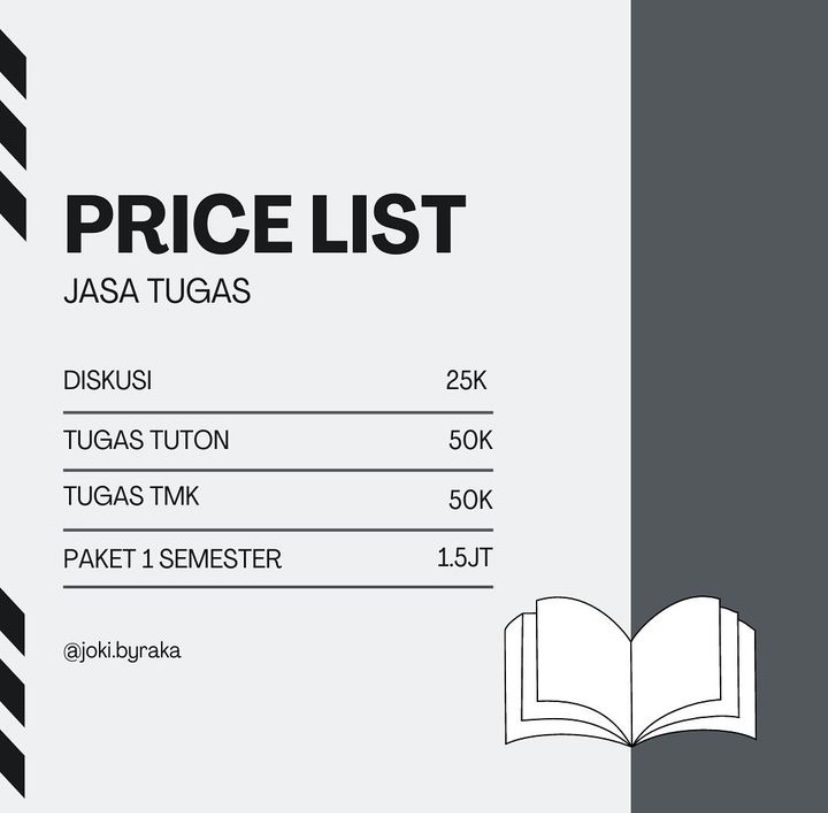 PRICE LIST
JASA TUGAS
DISKUSI 25K
TUGAS TUTON 50K
TUGAS TMK 50K
PAKET 1 SEMESTER 1.5JT
@joki.byraka